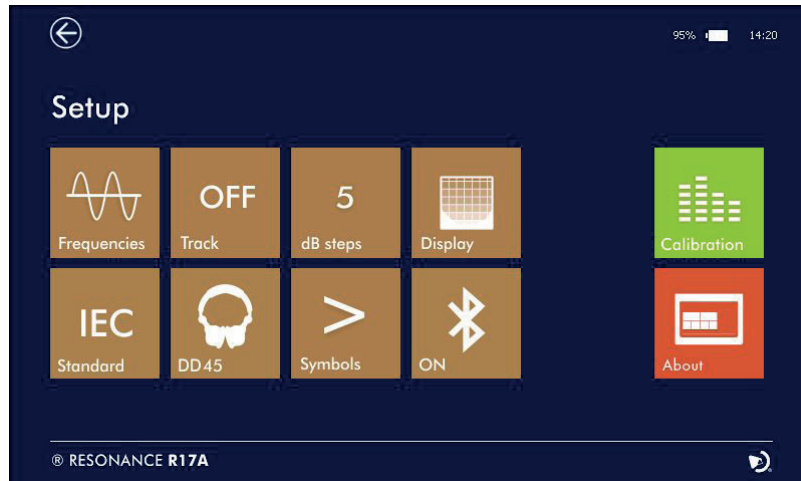 95% 14:20
Setup
Frequencies
OFF
Track
5
dB steps
Display
Calibration
IEC
Standard
DD45
>
Symbols
ON
About
® RESONANCE R17A